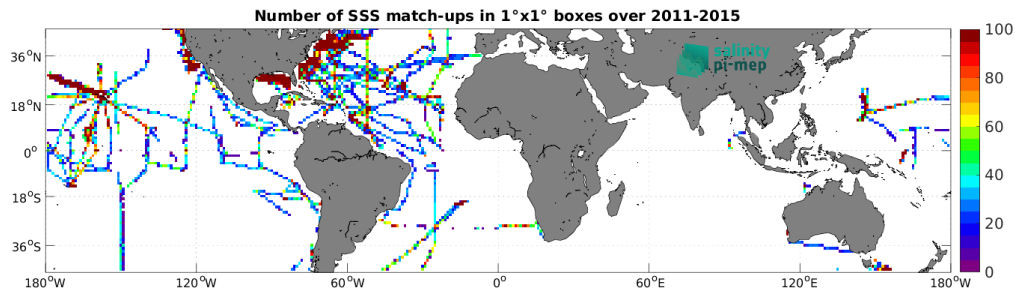 Number of SSS match-ups in 1°x1° boxes over 2011-2015
36°N
18°N
0°
18°S
36°S
180°W
120°W
60°W
0°
60°E
120°E
180°W
salinity
pi-mep
100
80
60
40
20
0